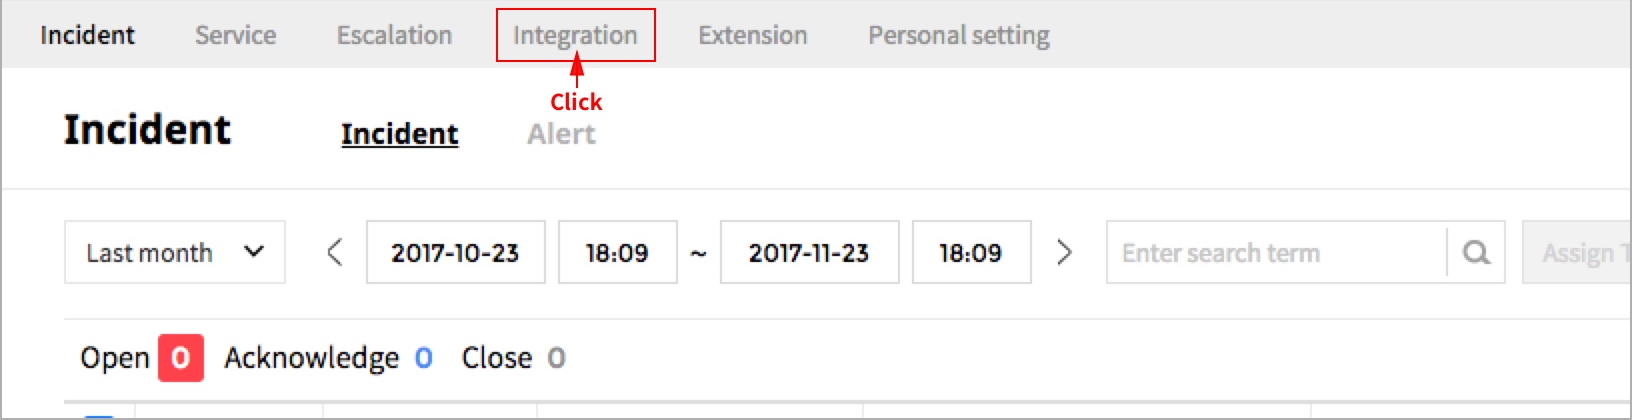 Incident Service Escalation Integration Extension Personal setting
Click
Incident Incident Alert
Last month 2017-10-23 18:09 ~ 2017-11-23 18:09 Enter search term Assign T
Open 0 Acknowledge 0 Close 0